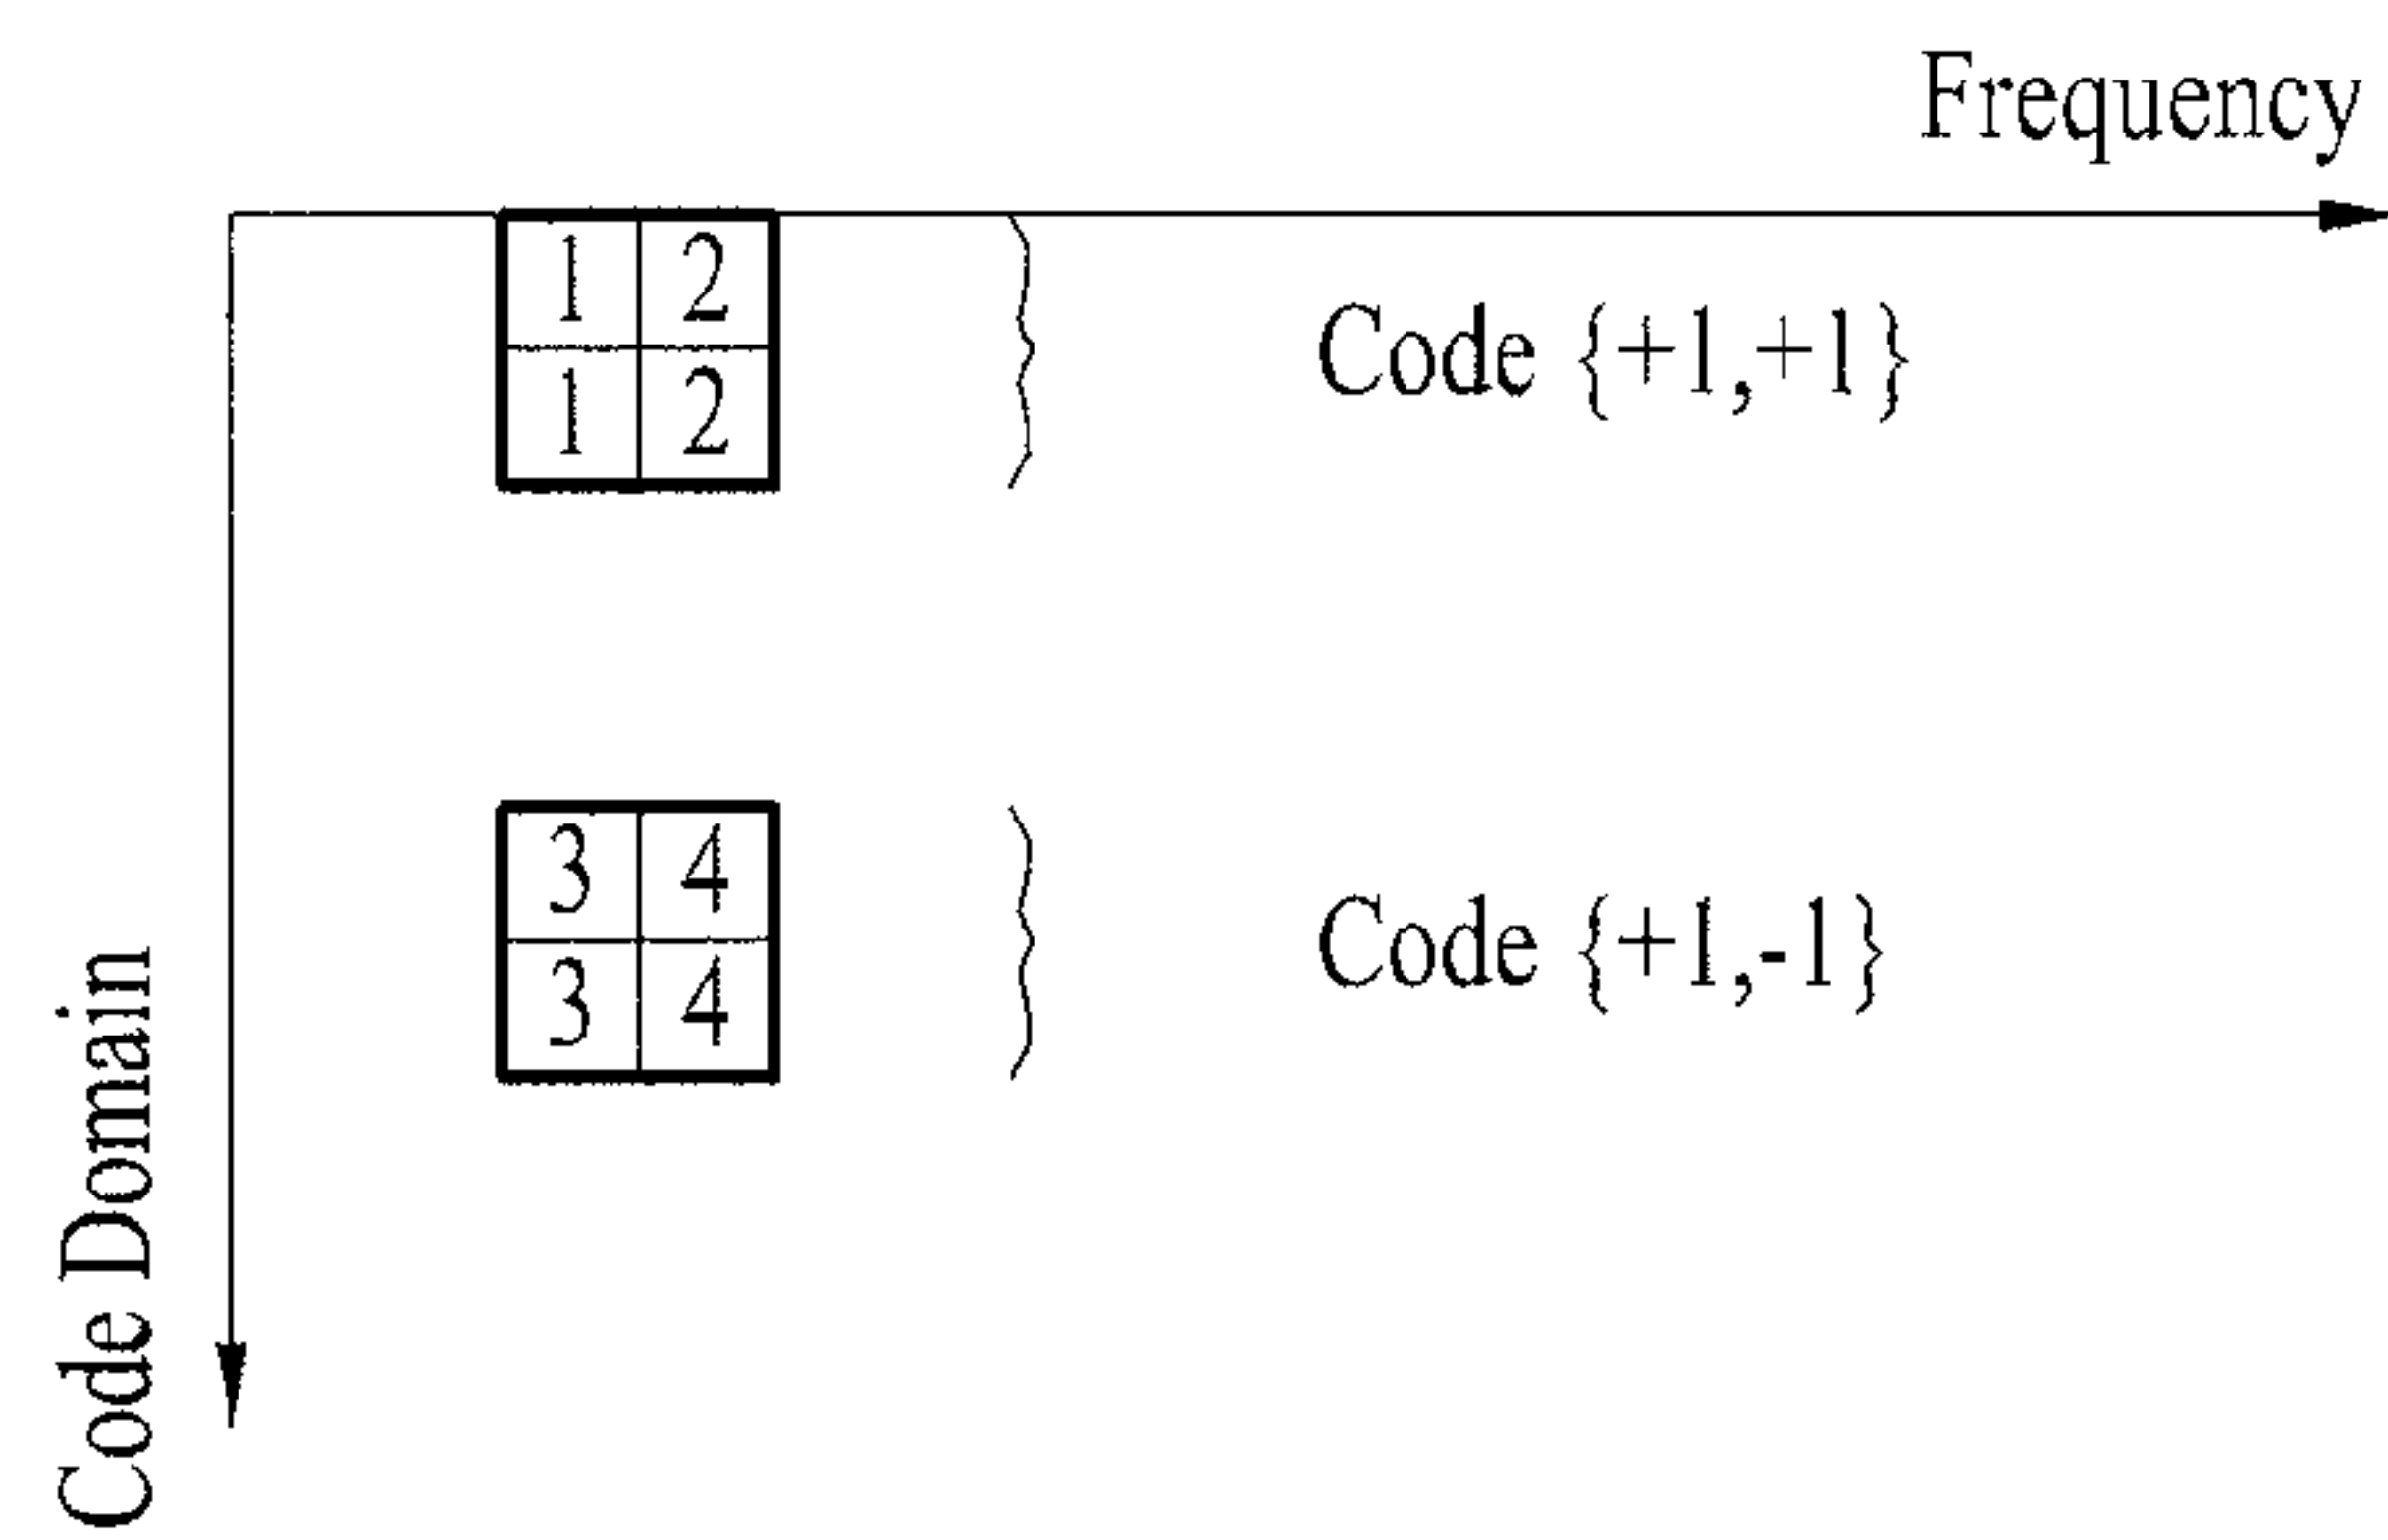 Frequency
1 2
1 2
Code {+1,+1}
3 4
3 4
Code {+1,-1}
Code Domain